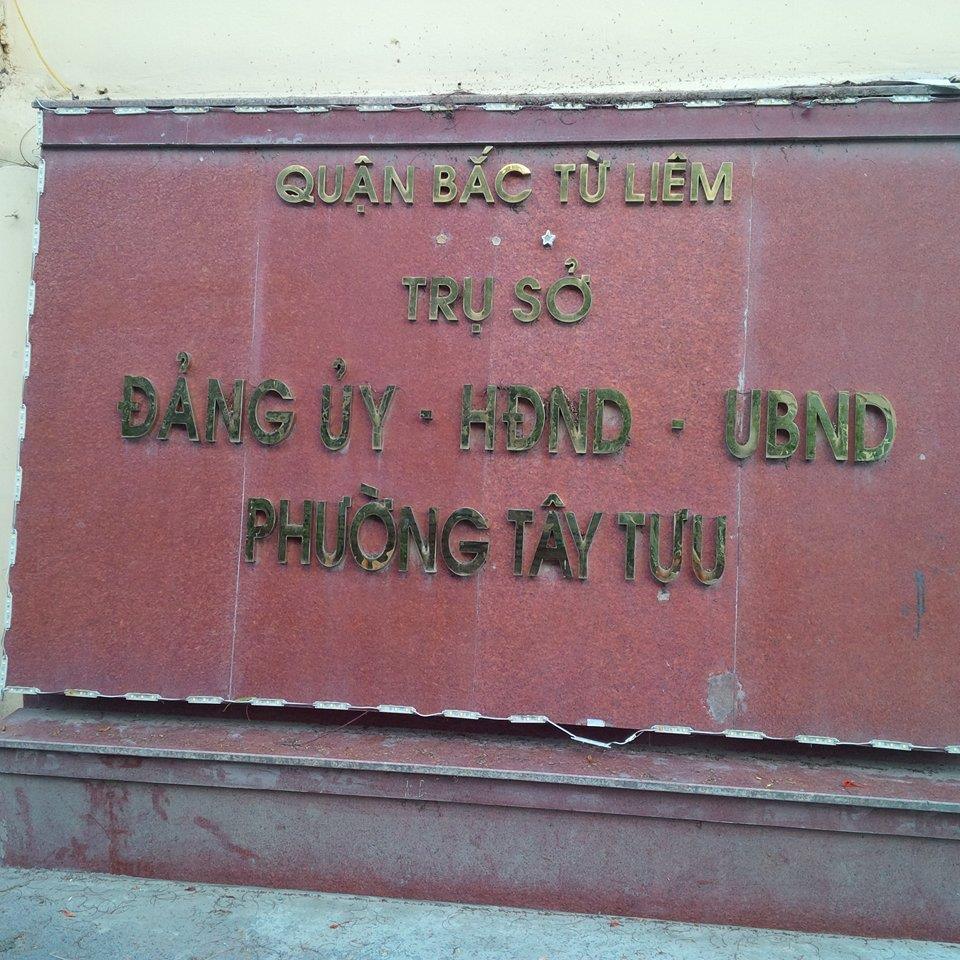 QUẬN BẮC TỪ LIÊM
TRỤ SỞ
ĐẢNG ỦY · HĐND · UBND
PHƯỜNG TÂY TỰU